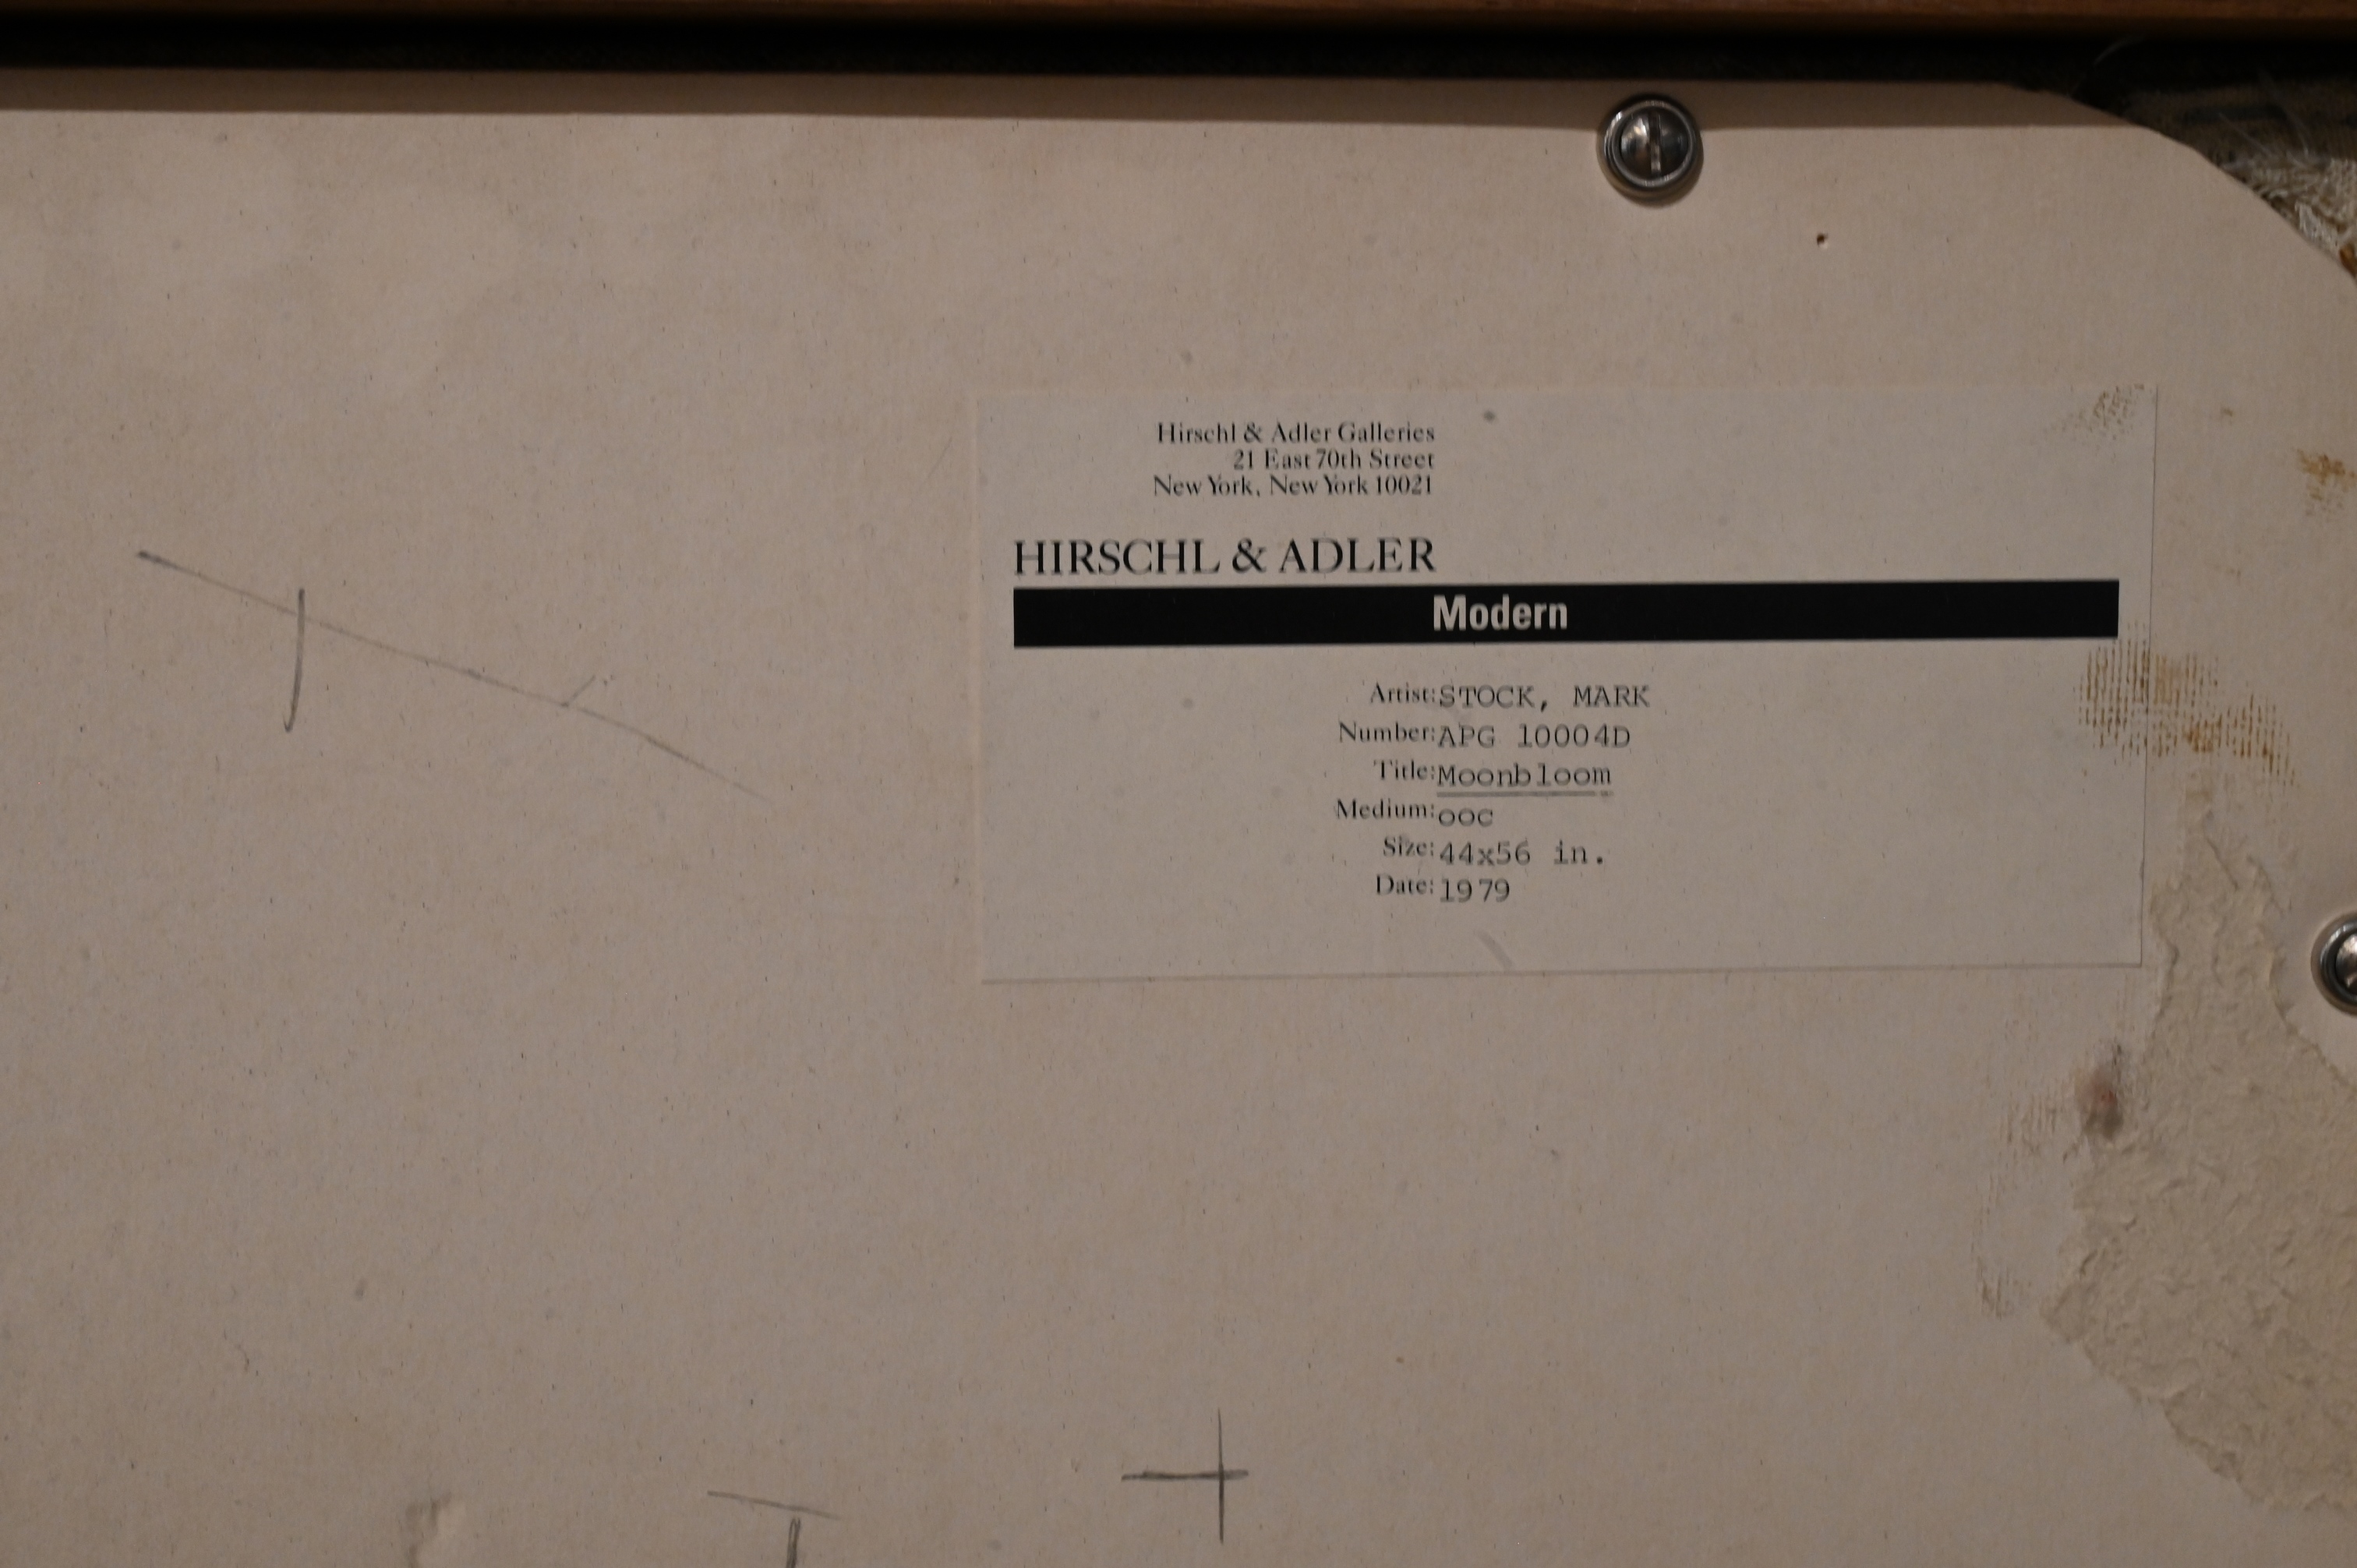 Hirschl & Adler Galleries
21 East 70th Street
New York, New York 10021
HIRSCHL & ADLER
Modern
Artist: STOCK, MARK
Number: APG 10004D
Title: Moonbloom
Medium: ooc
Size: 44x56 in.
Date: 1979